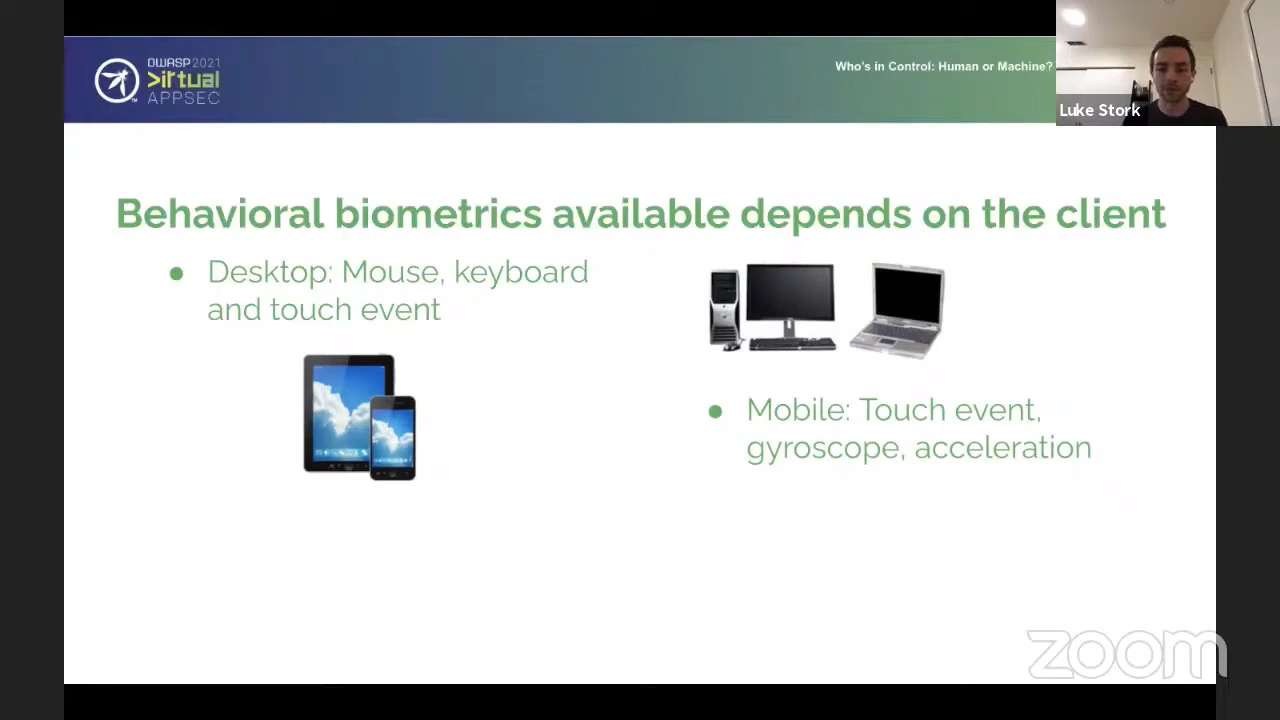 OWASP 2021
Virtual
APPSEC
Who's in Control: Human or Machine?
Luke Stork
Behavioral biometrics available depends on the client
● Desktop: Mouse, keyboard
and touch event
● Mobile: Touch event,
gyroscope, acceleration
zoom